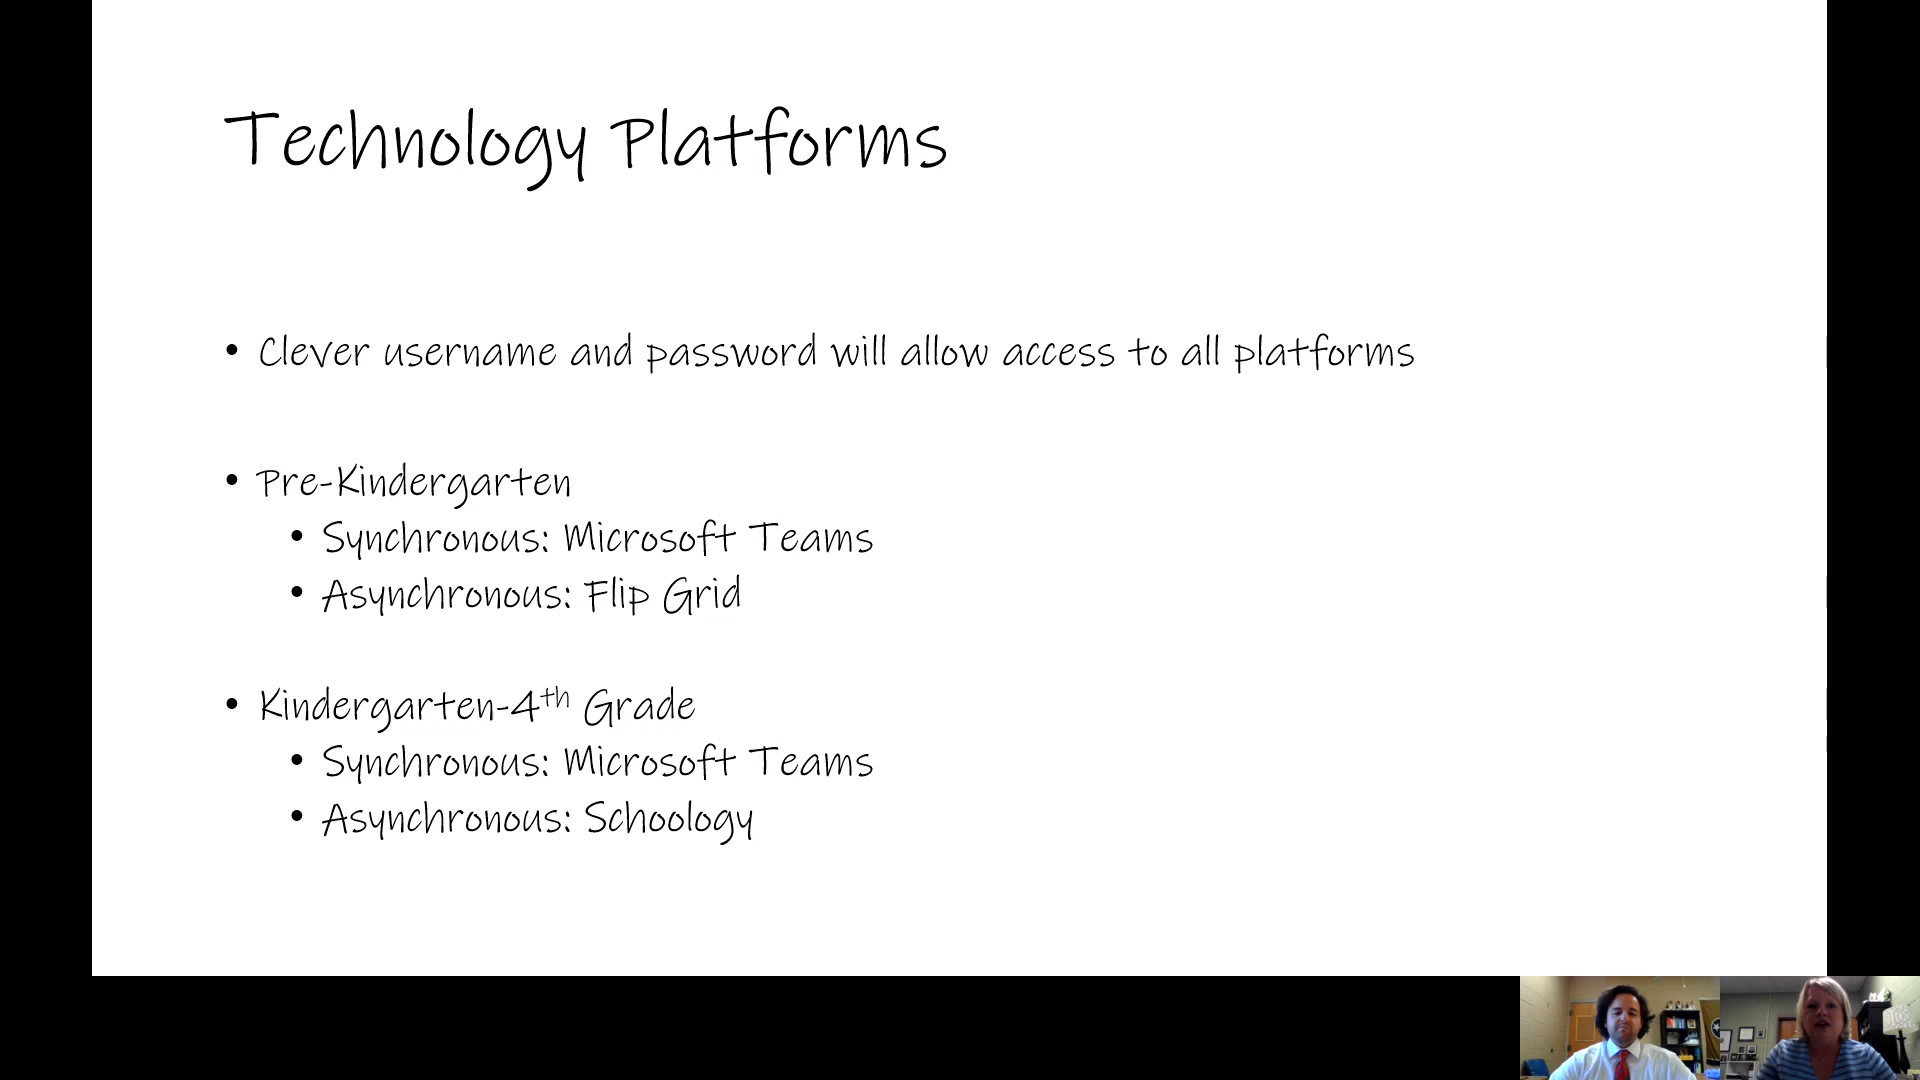 Technology Platforms
• Clever username and password will allow access to all platforms
• Pre-Kindergarten
• Synchronous: Microsoft Teams
• Asynchronous: Flip Grid
• Kindergarten-4th Grade
• Synchronous: Microsoft Teams
• Asynchronous: Schoology